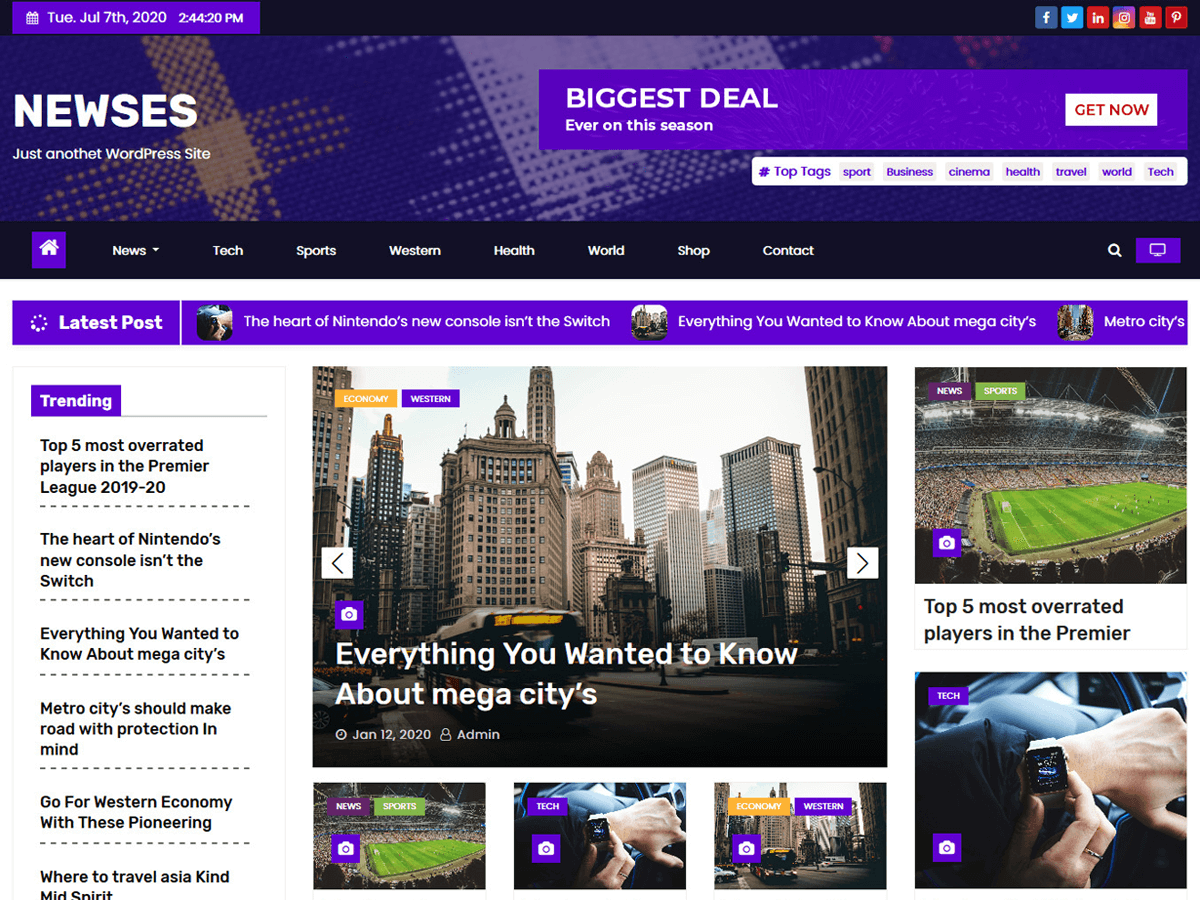 Tue. Jul 7th, 2020 2:44:20 PM
NEWSES
Just anothet WordPress Site
BIGGEST DEAL
Ever on this season
GET NOW
# Top Tags sport Business cinema health travel world Tech
News Tech Sports Western Health World Shop Contact
Latest Post
The heart of Nintendo’s new console isn’t the Switch
Everything You Wanted to Know About mega city’s
Metro city’s
Trending
Top 5 most overrated
players in the Premier
League 2019-20
The heart of Nintendo’s
new console isn’t the
Switch
Everything You Wanted to
Know About mega city’s
Metro city’s should make
road with protection In
mind
Go For Western Economy
With These Pioneering
Where to travel asia Kind
Mid Spirit
ECONOMY WESTERN
Everything You Wanted to Know
About mega city’s
Jan 12, 2020 Admin
NEWS SPORTS
TECH
ECONOMY WESTERN
NEWS SPORTS
Top 5 most overrated
players in the Premier
TECH